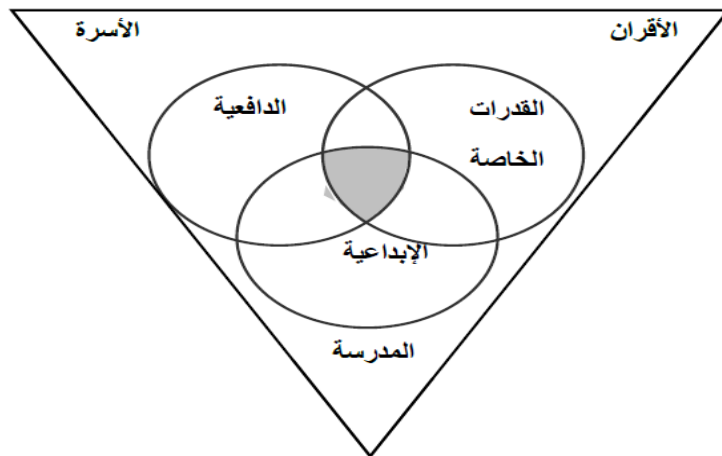 الأقران
الأسرة
القدرات
الخاصة
الدافعية
الإبداعية
المدرسة